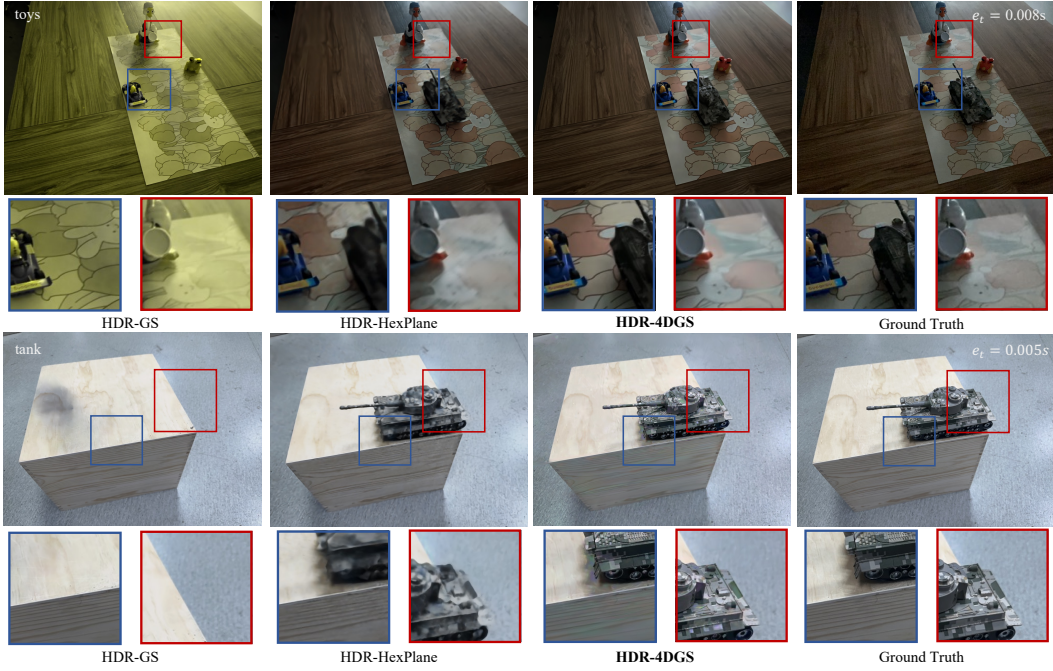 toys
e_t = 0.008s
HDR-GS
HDR-HexPlane
HDR-4DGS
Ground Truth
tank
e_t = 0.005s
HDR-GS
HDR-HexPlane
HDR-4DGS
Ground Truth